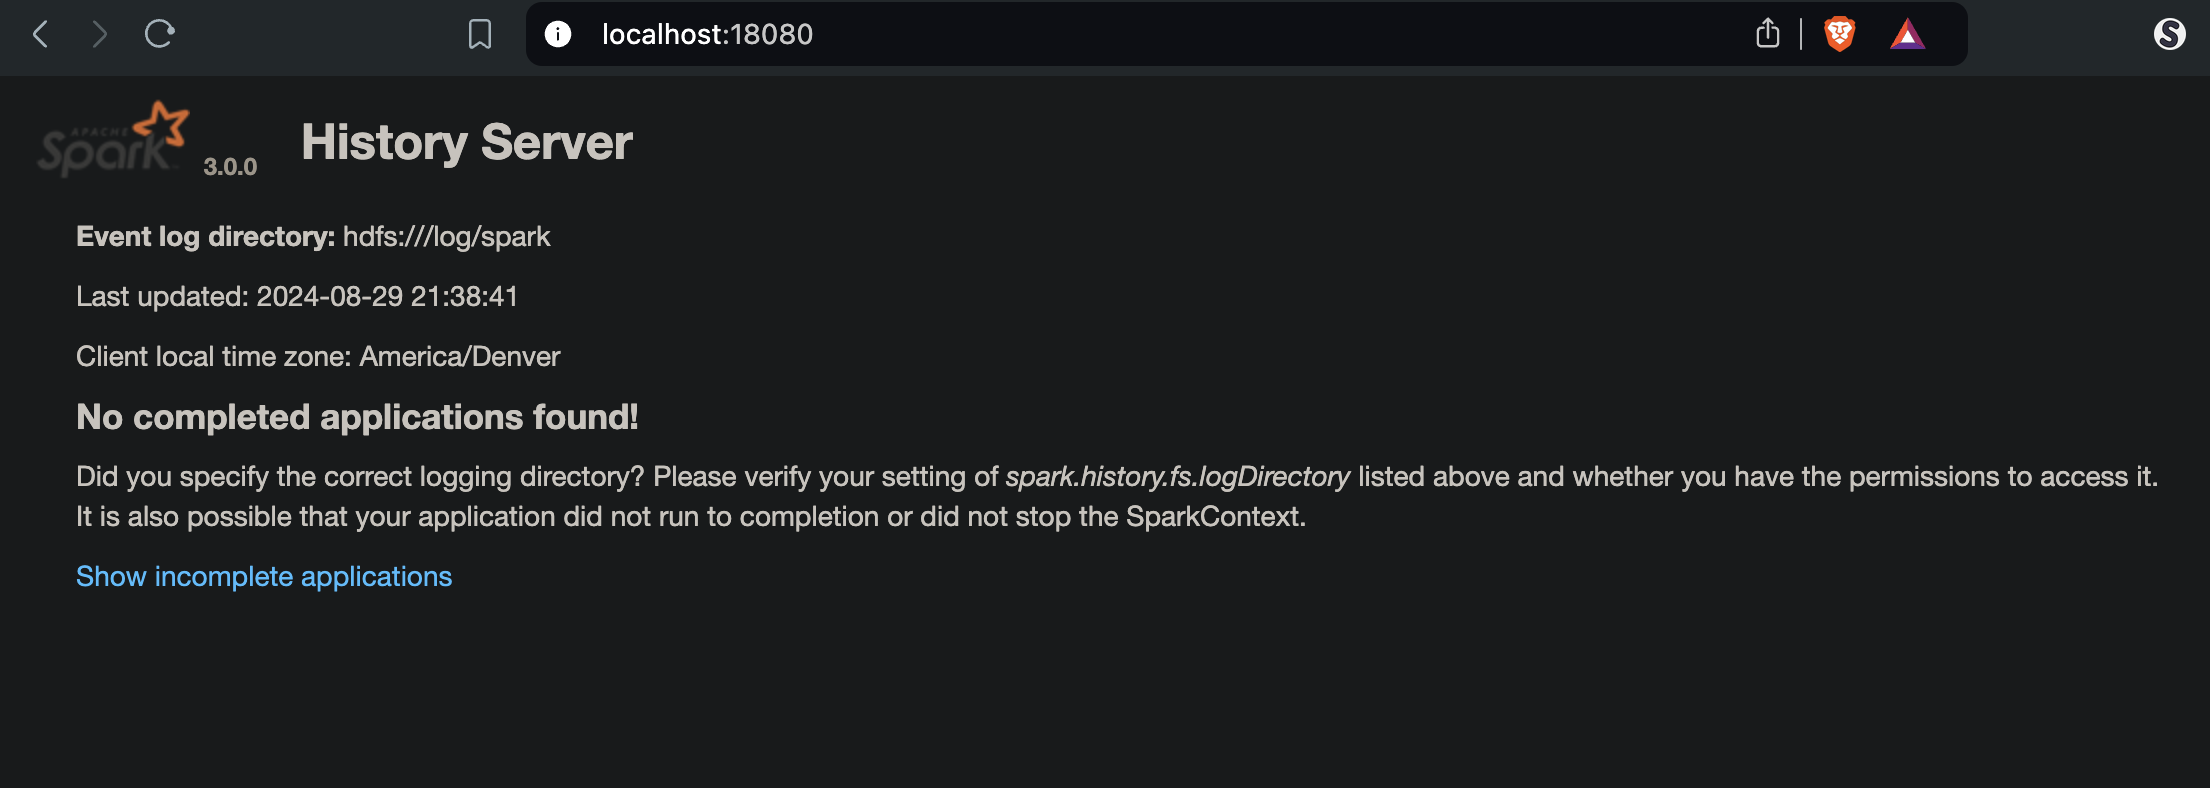 localhost:18080
APACHE
Spark 3.0.0 History Server
Event log directory: hdfs:///log/spark
Last updated: 2024-08-29 21:38:41
Client local time zone: America/Denver
No completed applications found!
Did you specify the correct logging directory? Please verify your setting of spark.history.fs.logDirectory listed above and whether you have the permissions to access it.
It is also possible that your application did not run to completion or did not stop the SparkContext.
Show incomplete applications